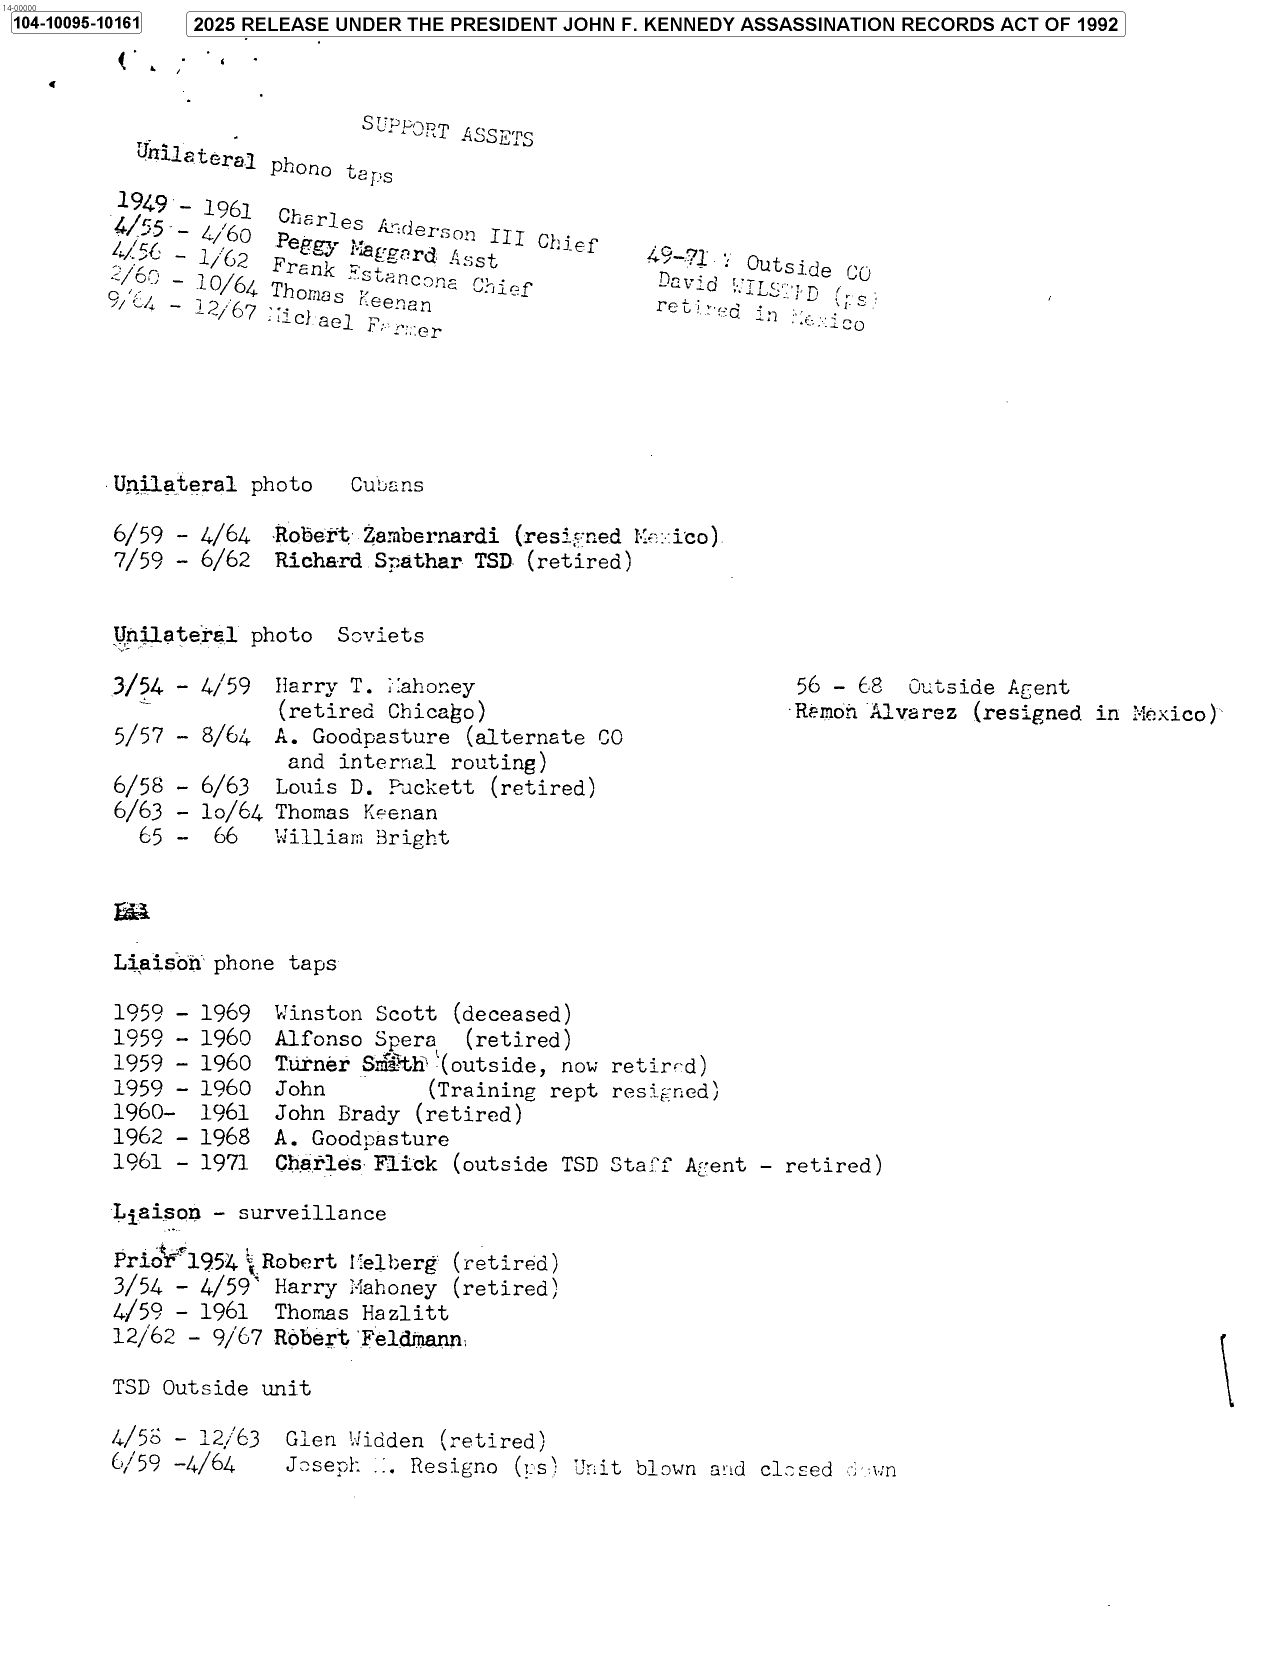 14-00000
104-10095-10161
2025 RELEASE UNDER THE PRESIDENT JOHN F. KENNEDY ASSASSINATION RECORDS ACT OF 1992
SUPPORT ASSETS
Unilateral phono taps
1949 - 1961 Charles Anderson III Chief
4/55 - 4/60 Peggy Maggard Asst
4/56 - 1/62 Frank Estancona Chief
2/60 - 10/64 Thomas Keenan
9/64 - 12/67 Michael Farmer
49-71 Outside CO
David (ps)
retired in Mexico
Unilateral photo Cubans
6/59 - 4/64 Robert Zambernardi (resigned Mexico)
7/59 - 6/62 Richard Spathar TSD (retired)
Unilateral photo Soviets
3/54 - 4/59 Harry T. Mahoney
(retired Chicago)
5/57 - 8/64 A. Goodpasture (alternate CO
and internal routing)
6/58 - 6/63 Louis D. Puckett (retired)
6/63 - 1o/64 Thomas Keenan
65 - 66 William Bright
56 - 68 Outside Agent
Ramon Alvarez (resigned in Mexico)
Liaison phone taps
1959 - 1969 Winston Scott (deceased)
1959 - 1960 Alfonso Spera (retired)
1959 - 1960 Turner Smith (outside, now retired)
1959 - 1960 John (Training rept resigned)
1960- 1961 John Brady (retired)
1962 - 1968 A. Goodpasture
1961 - 1971 Charles Flick (outside TSD Staff Agent - retired)
Liaison - surveillance
Prior 1954 Robert Melberg (retired)
3/54 - 4/59 Harry Mahoney (retired)
4/59 - 1961 Thomas Hazlitt
12/62 - 9/67 Robert Feldmann
TSD Outside unit
4/58 - 12/63 Glen Widden (retired)
6/59 -4/64 Joseph Resigno (ps) Unit blown and closed down